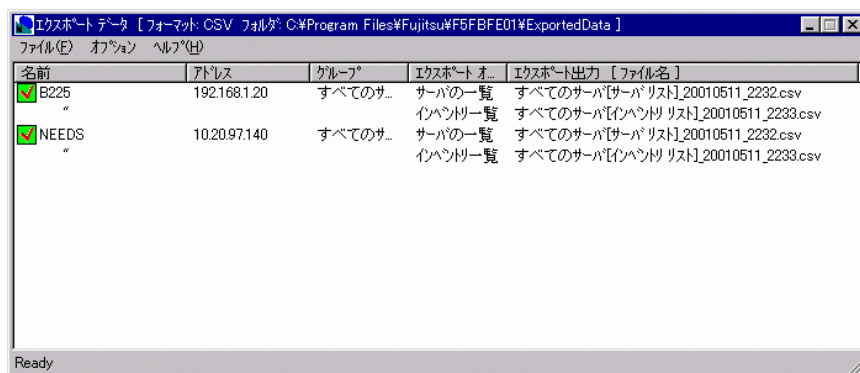 エクスポート データ [ フォーマット: CSV フォルダ: C:¥Program Files¥Fujitsu¥F5FBFE01¥ExportedData ]
ファイル(F) オプション ヘルプ(H)
名前 アドレス グループ エクスポート オ... エクスポート出力 [ ファイル名 ]
B225 192.168.1.20 すべてのサ... サーバの一覧 すべてのサーバ[サーバ リスト]_20010511_2232.csv
〃 インベントリ一覧 すべてのサーバ[インベントリ リスト]_20010511_2233.csv
NEEDS 10.20.97.140 すべてのサ... サーバの一覧 すべてのサーバ[サーバ リスト]_20010511_2232.csv
〃 インベントリ一覧 すべてのサーバ[インベントリ リスト]_20010511_2233.csv
Ready